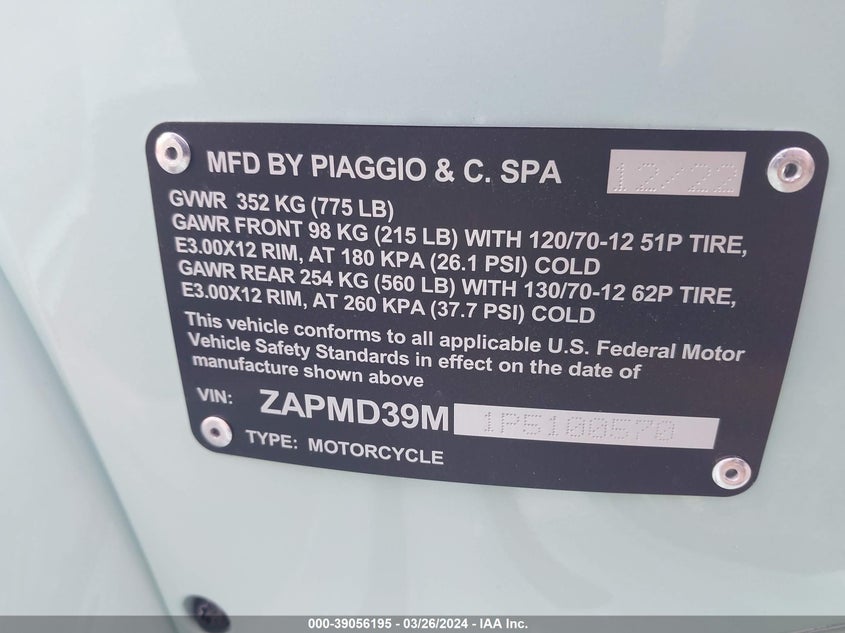 MFD BY PIAGGIO & C. SPA 12/22
GVWR 352 KG (775 LB)
GAWR FRONT 98 KG (215 LB) WITH 120/70-12 51P TIRE,
E3.00X12 RIM, AT 180 KPA (26.1 PSI) COLD
GAWR REAR 254 KG (560 LB) WITH 130/70-12 62P TIRE,
E3.00X12 RIM, AT 260 KPA (37.7 PSI) COLD
This vehicle conforms to all applicable U.S. Federal Motor
Vehicle Safety Standards in effect on the date of
manufacture shown above
VIN: ZAPMD39M 1P5100570
TYPE: MOTORCYCLE
000-39056195 - 03/26/2024 - IAA Inc.